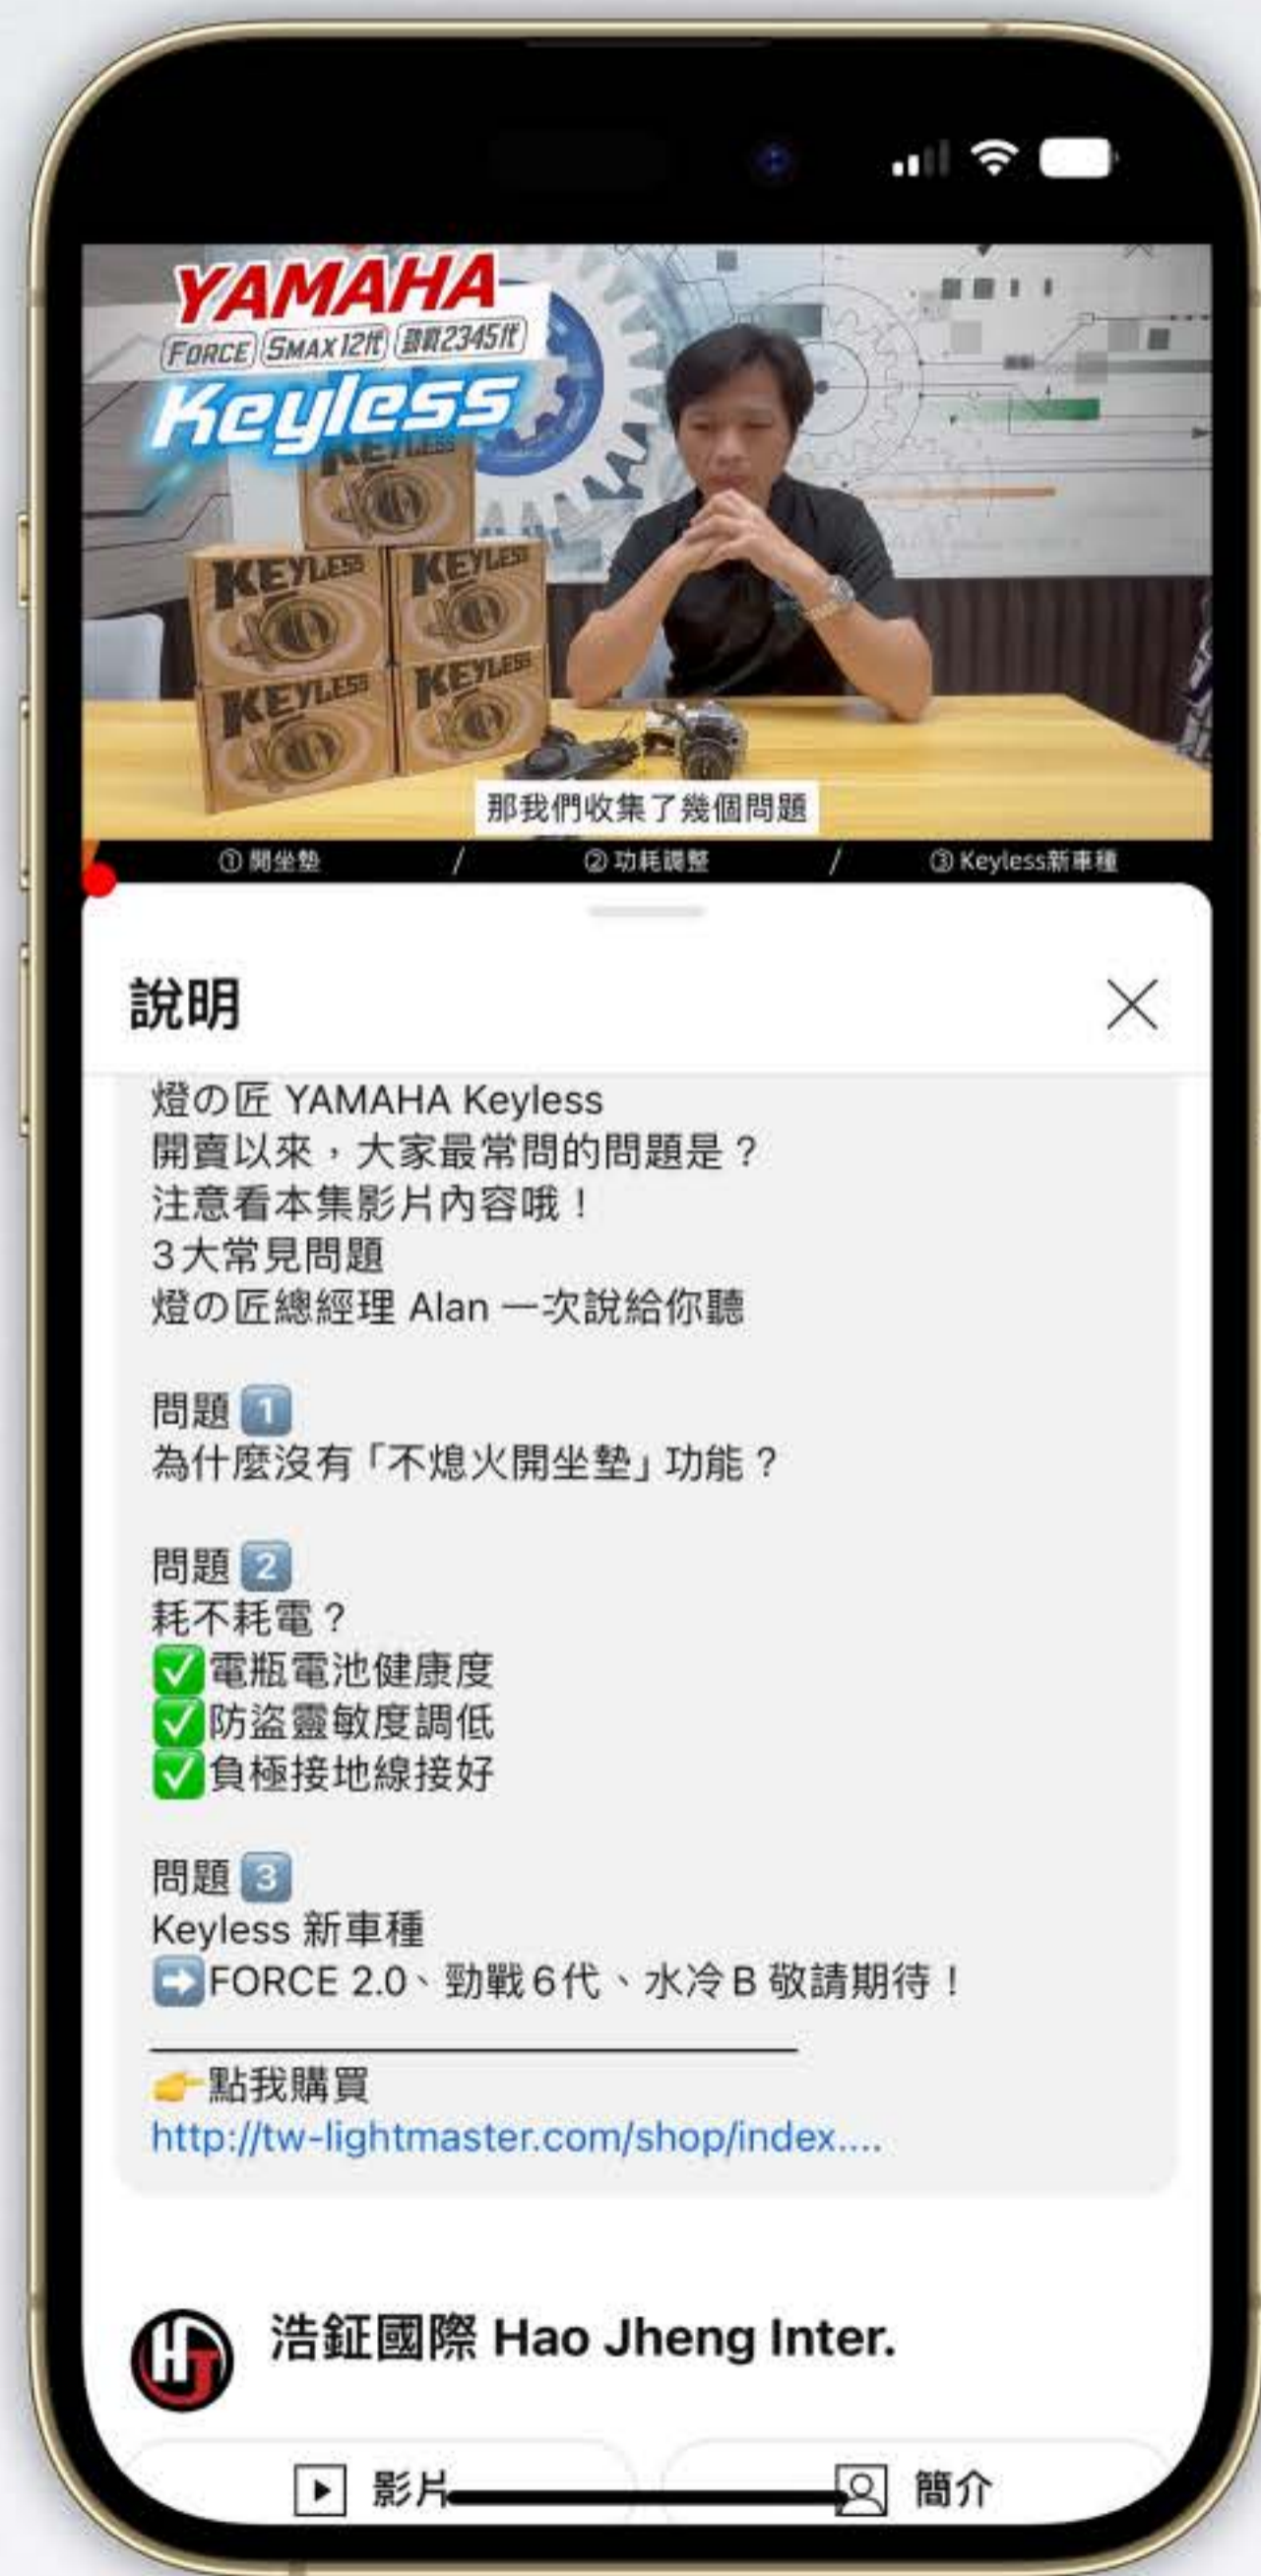 YAMAHA
FORCE SMAX 12代 勁戰2345代
Keyless
KEYLESS
KEYLESS KEYLESS
KEYLESS KEYLESS
那我們收集了幾個問題
① 開坐墊 / ② 功耗調整 / ③ Keyless新車種
說明
燈の匠 YAMAHA Keyless
開賣以來，大家最常問的問題是？
注意看本集影片內容哦！
3大常見問題
燈の匠總經理 Alan 一次說給你聽
問題 1️⃣
為什麼沒有「不熄火開坐墊」功能？
問題 2️⃣
耗不耗電？
✅電瓶電池健康度
✅防盜靈敏度調低
✅負極接地線接好
問題 3️⃣
Keyless 新車種
➡️FORCE 2.0、勁戰6代、水冷B 敬請期待！
👉點我購買
http://tw-lightmaster.com/shop/index....
HJ
浩鉦國際 Hao Jheng Inter.
影片 簡介